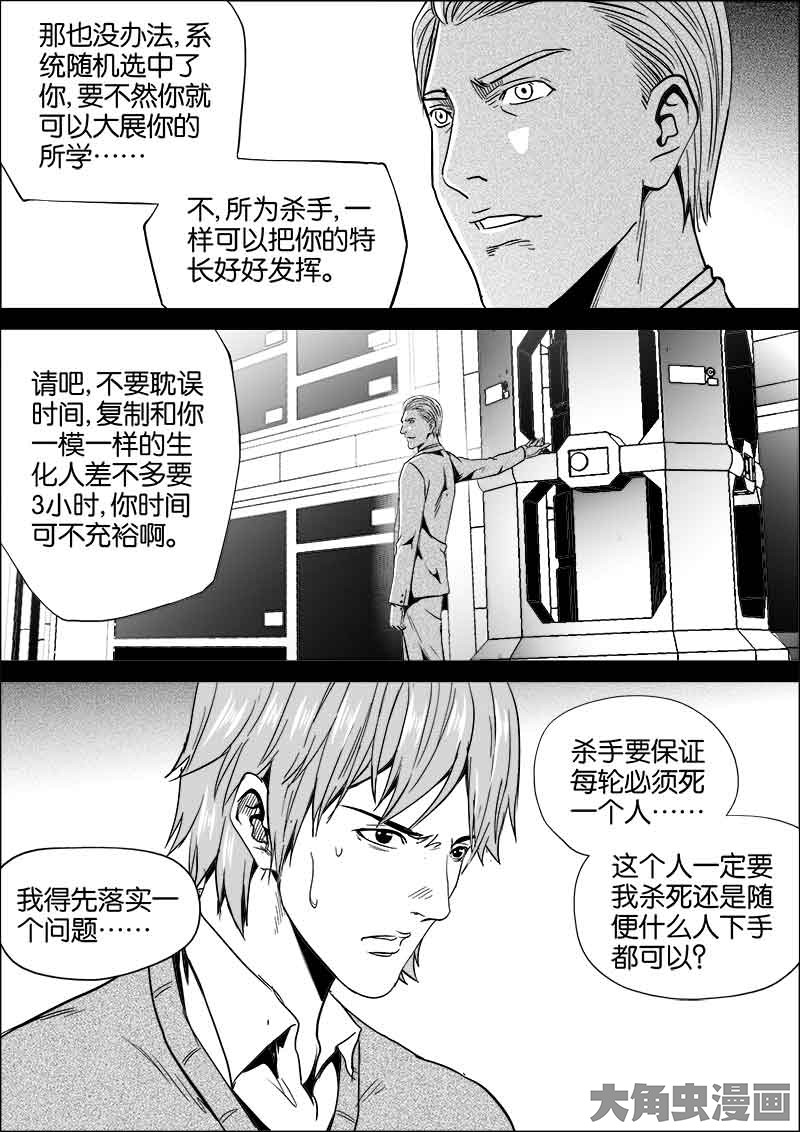 那也没办法,系
统随机选中了
你,要不然你就
可以大展你的
所学……
不,所为杀手,一
样可以把你的特
长好好发挥。
请吧,不要耽误
时间,复制和你
一模一样的生
化人差不多要
3小时,你时间
可不充裕啊。
杀手要保证
每轮必须死
一个人……
这个人一定要
我杀死还是随
便什么人下手
都可以?
我得先落实一
个问题……
大角虫漫画